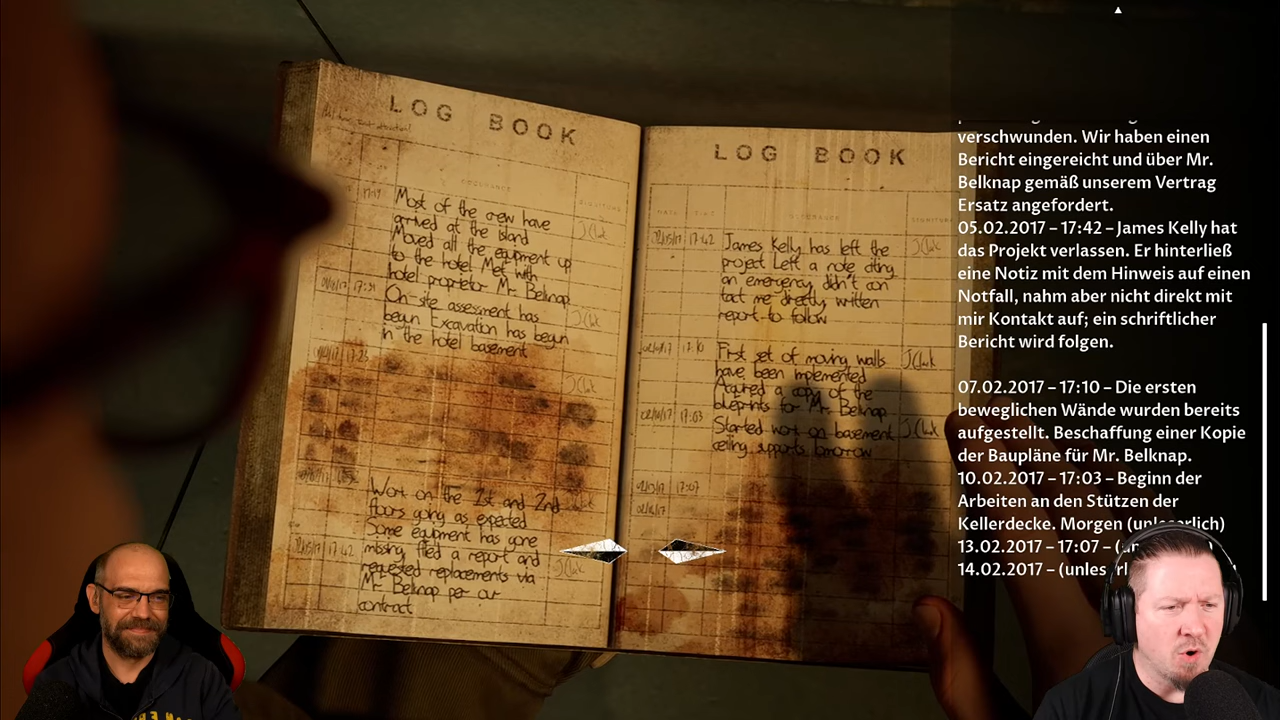 LOG BOOK
Most of the crew have
arrived at the island
Moved all the equipment up
to the hotel Met with
hotel proprietor Mr. Belknap
On-site assessment has
begun Excavation has begun
in the hotel basement
Work on the 1st and 2nd
floors going as expected
Some equipment has gone
missing, filed a report and
requested replacements via
Mr. Belknap per our
contract
LOG BOOK
17:42 James Kelly has left the
project Left a note citing
an emergency, didn't con
tact me directly, written
report to follow
17:10 First set of moving walls
have been implemented
Acquired a copy of the
blueprints for Mr. Belknap
17:03 Started work on basement
ceiling supports tomorrow
17:07
verschwunden. Wir haben einen
Bericht eingereicht und über Mr.
Belknap gemäß unserem Vertrag
Ersatz angefordert.
05.02.2017 – 17:42 – James Kelly hat
das Projekt verlassen. Er hinterließ
eine Notiz mit dem Hinweis auf einen
Notfall, nahm aber nicht direkt mit
mir Kontakt auf; ein schriftlicher
Bericht wird folgen.
07.02.2017 – 17:10 – Die ersten
beweglichen Wände wurden bereits
aufgestellt. Beschaffung einer Kopie
der Baupläne für Mr. Belknap.
10.02.2017 – 17:03 – Beginn der
Arbeiten an den Stützen der
Kellerdecke. Morgen (unleserlich)
13.02.2017 – 17:07 –
14.02.2017 –